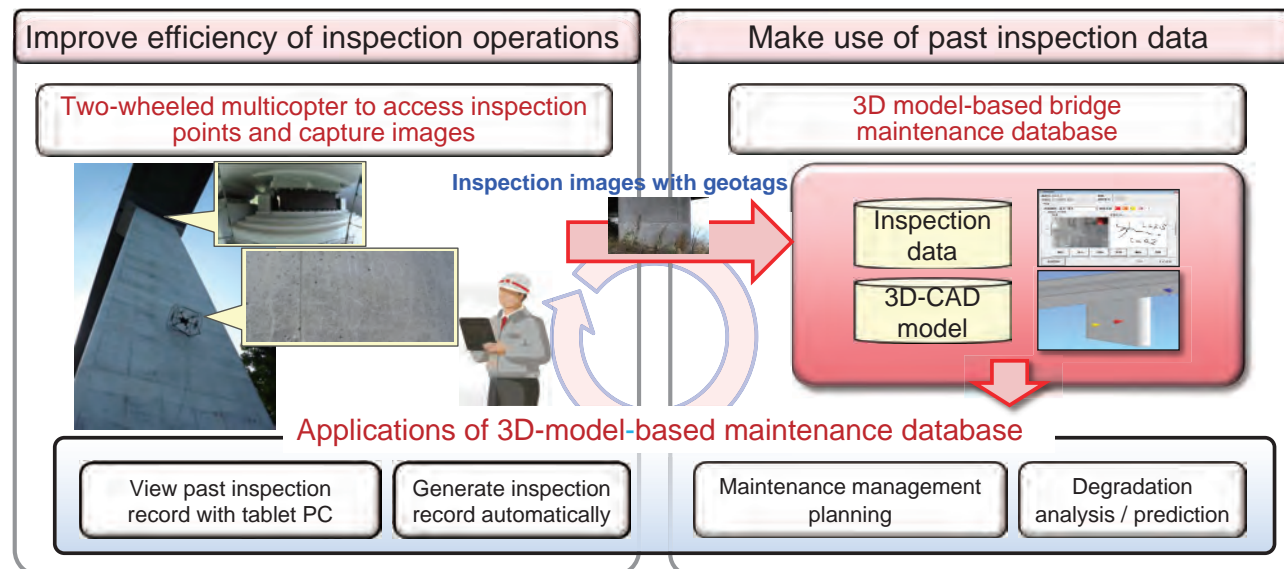 Improve efficiency of inspection operations
Make use of past inspection data
Two-wheeled multicopter to access inspection
points and capture images
3D model-based bridge
maintenance database
Inspection images with geotags
Inspection
data
3D-CAD
model
Applications of 3D-model-based maintenance database
View past inspection
record with tablet PC
Generate inspection
record automatically
Maintenance management
planning
Degradation
analysis / prediction